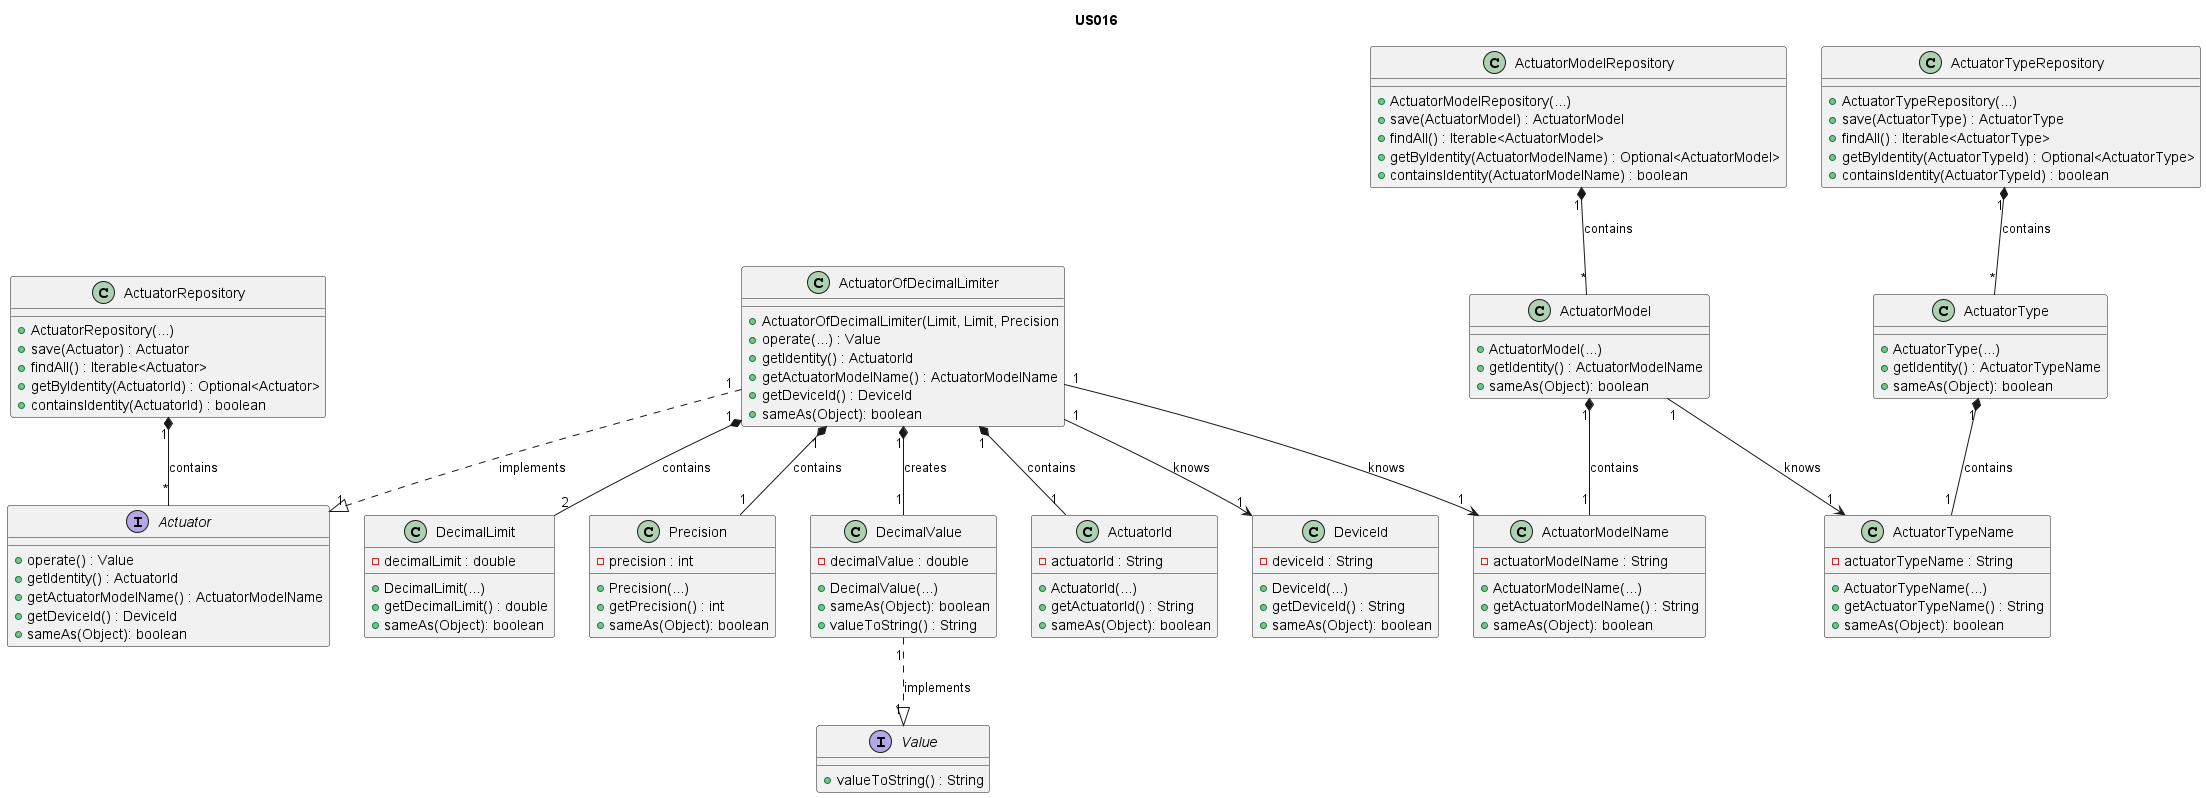 US016
C ActuatorModelRepository
ActuatorModelRepository(...)
save(ActuatorModel) : ActuatorModel
findAll() : Iterable<ActuatorModel>
getByIdentity(ActuatorModelName) : Optional<ActuatorModel>
containsIdentity(ActuatorModelName) : boolean
C ActuatorTypeRepository
ActuatorTypeRepository(...)
save(ActuatorType) : ActuatorType
findAll() : Iterable<ActuatorType>
getByIdentity(ActuatorTypeId) : Optional<ActuatorType>
containsIdentity(ActuatorTypeId) : boolean
1
contains
*
1
contains
*
C ActuatorRepository
ActuatorRepository(...)
save(Actuator) : Actuator
findAll() : Iterable<Actuator>
getByIdentity(ActuatorId) : Optional<Actuator>
containsIdentity(ActuatorId) : boolean
C ActuatorOfDecimalLimiter
ActuatorOfDecimalLimiter(Limit, Limit, Precision
operate(...) : Value
getIdentity() : ActuatorId
getActuatorModelName() : ActuatorModelName
getDeviceId() : DeviceId
sameAs(Object): boolean
C ActuatorModel
ActuatorModel(...)
getIdentity() : ActuatorModelName
sameAs(Object): boolean
C ActuatorType
ActuatorType(...)
getIdentity() : ActuatorTypeName
sameAs(Object): boolean
1
contains
*
1
implements
1
1
contains
2
1
contains
1
1
creates
1
1
contains
1
1
knows
1
1
knows
1
1
contains
1
1
knows
1
1
contains
1
I Actuator
operate() : Value
getIdentity() : ActuatorId
getActuatorModelName() : ActuatorModelName
getDeviceId() : DeviceId
sameAs(Object): boolean
C DecimalLimit
decimalLimit : double
DecimalLimit(...)
getDecimalLimit() : double
sameAs(Object): boolean
C Precision
precision : int
Precision(...)
getPrecision() : int
sameAs(Object): boolean
C DecimalValue
decimalValue : double
DecimalValue(...)
sameAs(Object): boolean
valueToString() : String
C ActuatorId
actuatorId : String
ActuatorId(...)
getActuatorId() : String
sameAs(Object): boolean
C DeviceId
deviceId : String
DeviceId(...)
getDeviceId() : String
sameAs(Object): boolean
C ActuatorModelName
actuatorModelName : String
ActuatorModelName(...)
getActuatorModelName() : String
sameAs(Object): boolean
C ActuatorTypeName
actuatorTypeName : String
ActuatorTypeName(...)
getActuatorTypeName() : String
sameAs(Object): boolean
1
implements
1
I Value
valueToString() : String